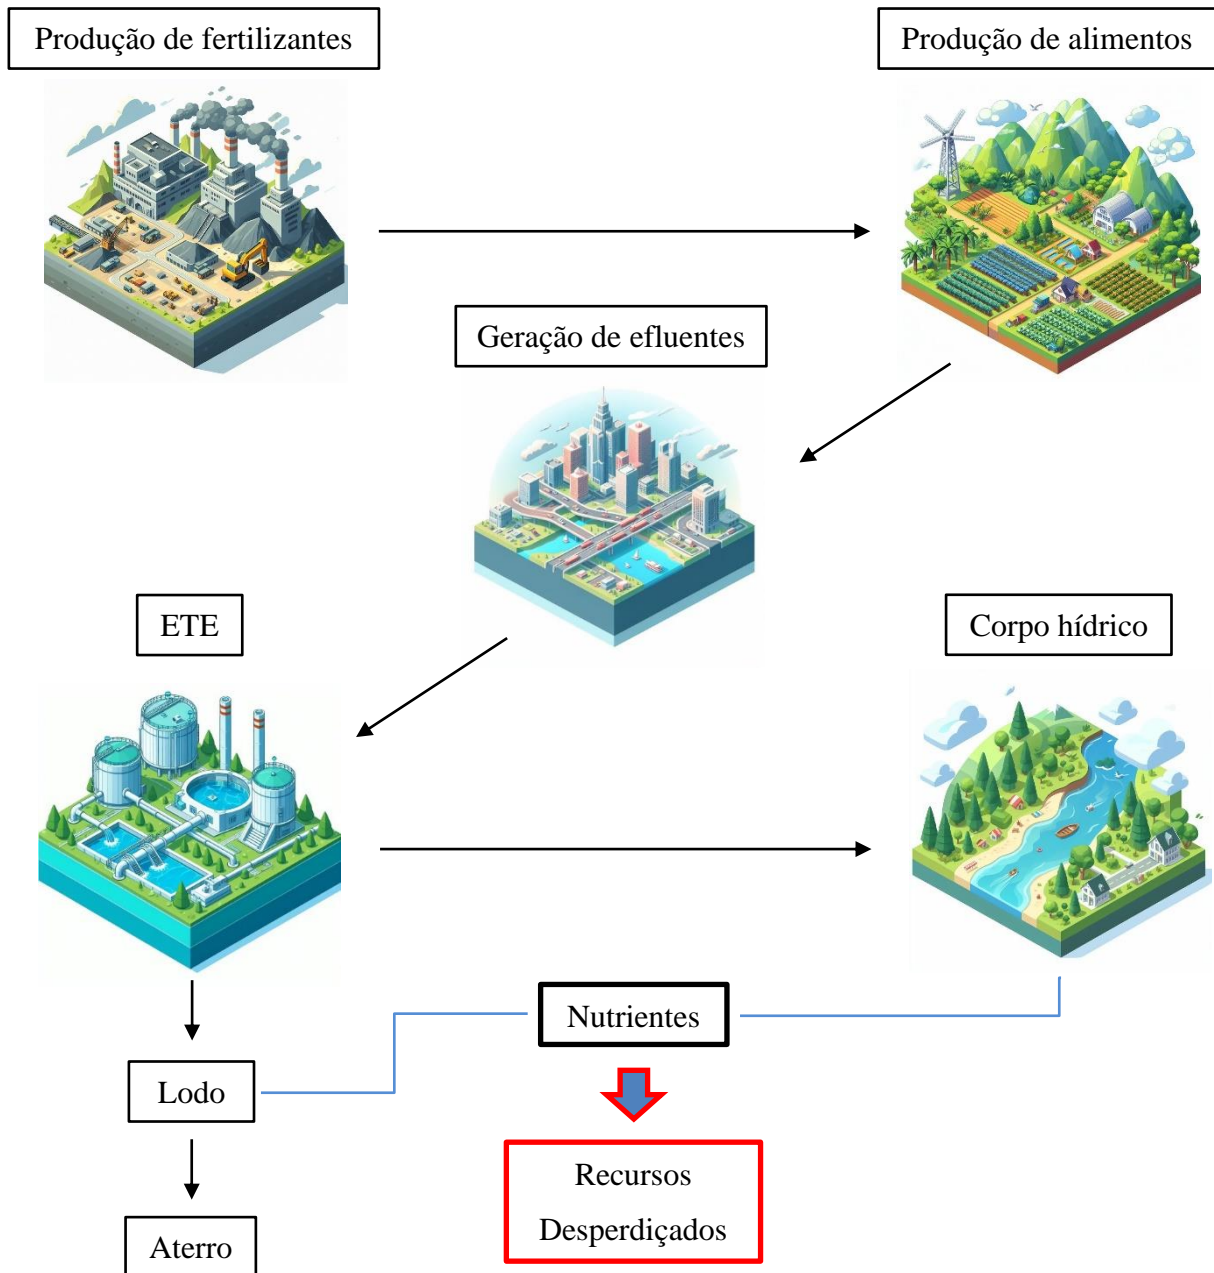 Produção de fertilizantes
Produção de alimentos
Geração de efluentes
ETE
Corpo hídrico
Nutrientes
Lodo
Recursos
Desperdiçados
Aterro